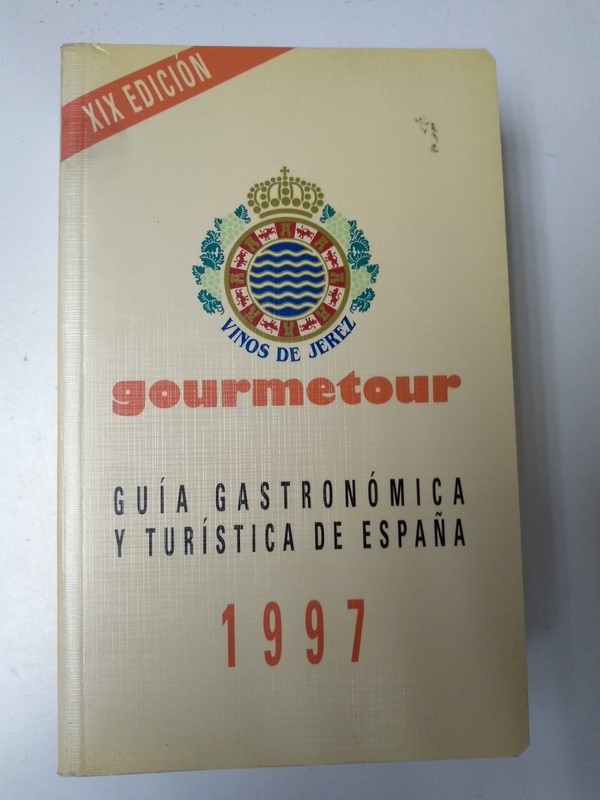 XIX EDICIÓN
VINOS DE JEREZ
gourmetour
GUÍA GASTRONÓMICA
Y TURÍSTICA DE ESPAÑA
1997